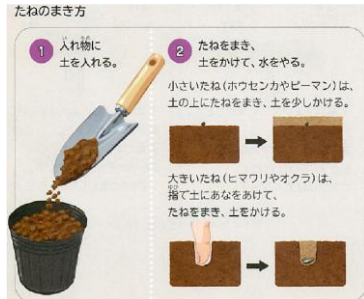 たねのまき方
1 入れ物に
土を入れる。
2 たねをまき、
土をかけて、水をやる。
小さいたね(ホウセンカやピーマン)は、
土の上にたねをまき、土を少しかける。
大きいたね(ヒマワリやオクラ)は、
指で土にあなをあけて、
たねをまき、土をかける。